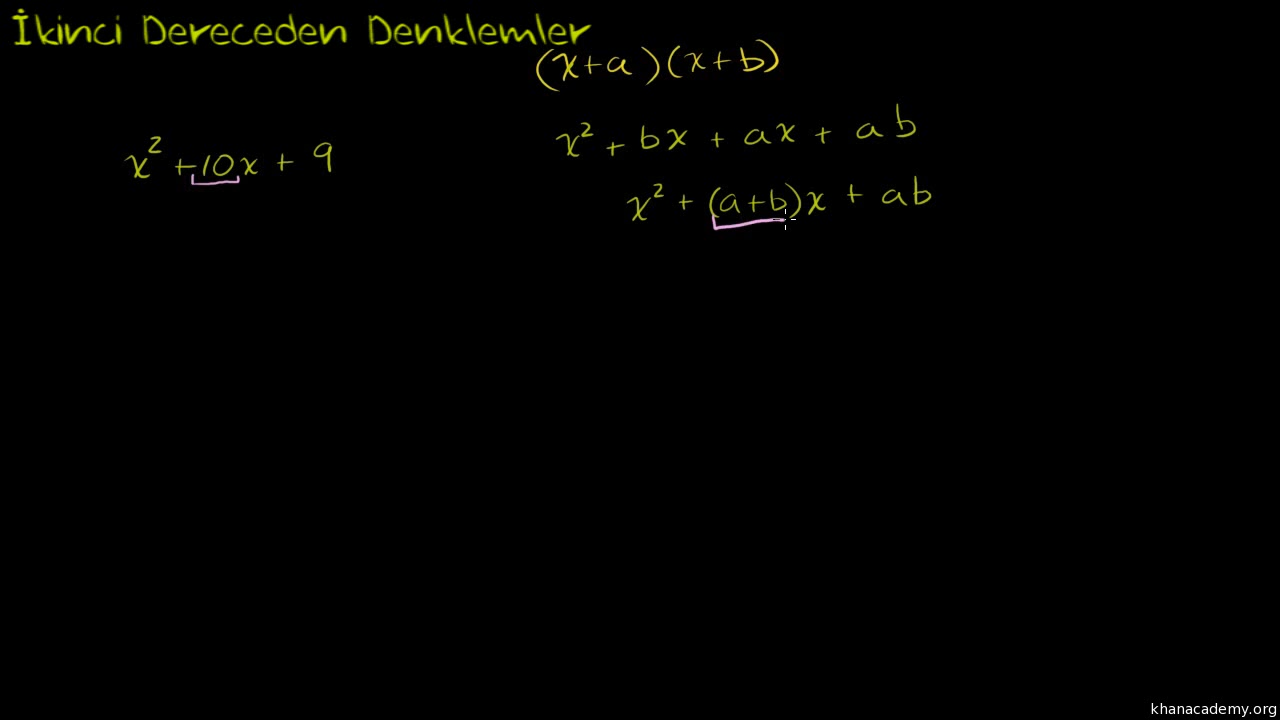 İkinci Dereceden Denklemler
(x+a)(x+b)
x² + 10x + 9
x² + bx + ax + ab
x² + (a+b)x + ab
khanacademy.org